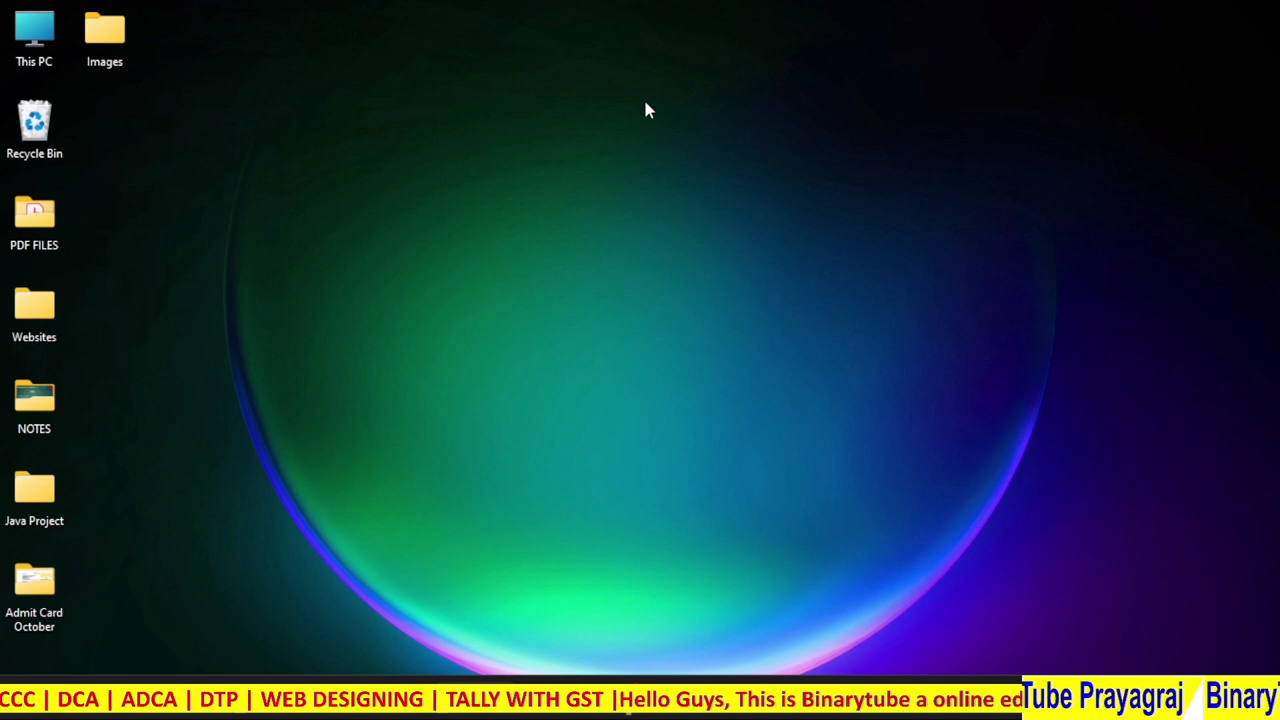 This PC
Images
Recycle Bin
PDF FILES
Websites
NOTES
Java Project
Admit Card
October
CCC | DCA | ADCA | DTP | WEB DESIGNING | TALLY WITH GST |Hello Guys, This is Binarytube a online ed
Tube Prayagraj Binary